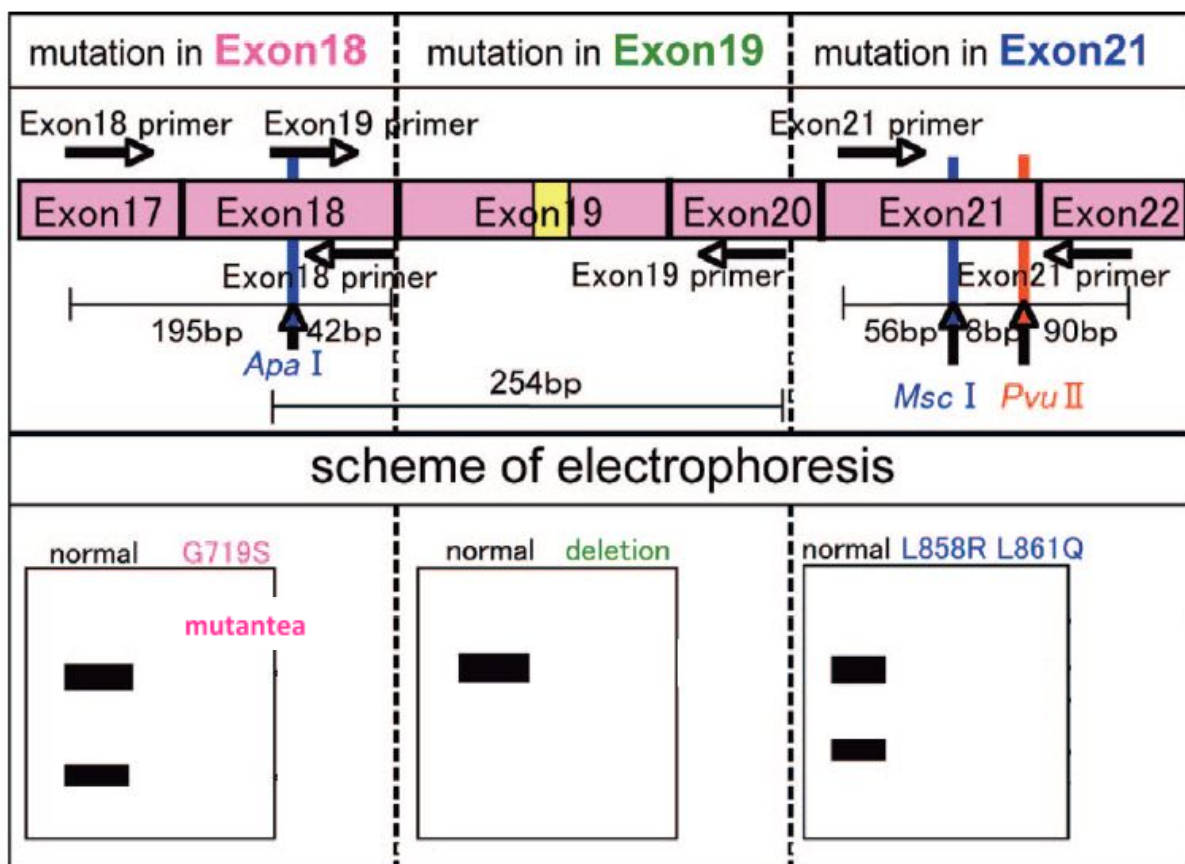 mutation in Exon18
mutation in Exon19
mutation in Exon21
Exon18 primer
Exon19 primer
Exon21 primer
Exon17
Exon18
Exon19
Exon20
Exon21
Exon22
Exon18 primer
Exon19 primer
Exon21 primer
195bp
42bp
56bp
8bp
90bp
Apa I
254bp
Msc I
Pvu II
scheme of electrophoresis
normal G719S
normal deletion
normal L858R L861Q
mutantea